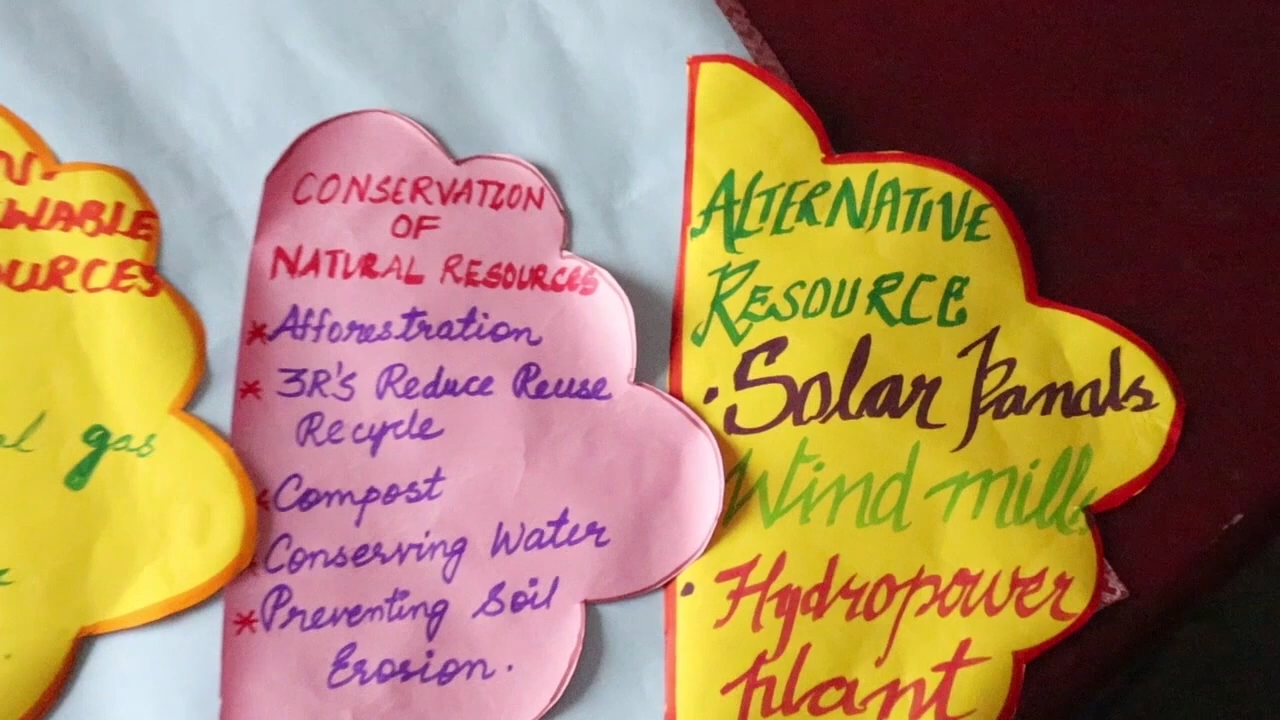 WABLE
URCES
gas
CONSERVATION
OF
NATURAL RESOURCES
* Afforestration
* 3R'S Reduce Reuse
Recycle
* Compost
Conserving Water
* Preventing Soil
Erosion.
ALTERNATIVE
RESOURCE
• Solar Panals
Wind mills
• Hydropower
Plant